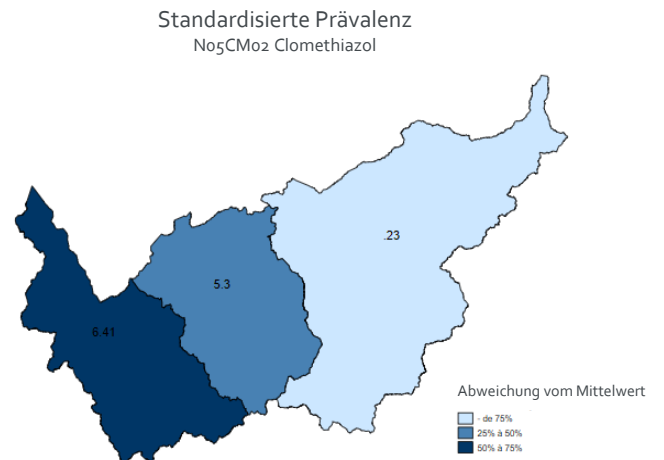 Standardisierte Prävalenz
N05CM02 Clomethiazol
.23
5.3
6.41
Abweichung vom Mittelwert
- de 75%
25% à 50%
50% à 75%